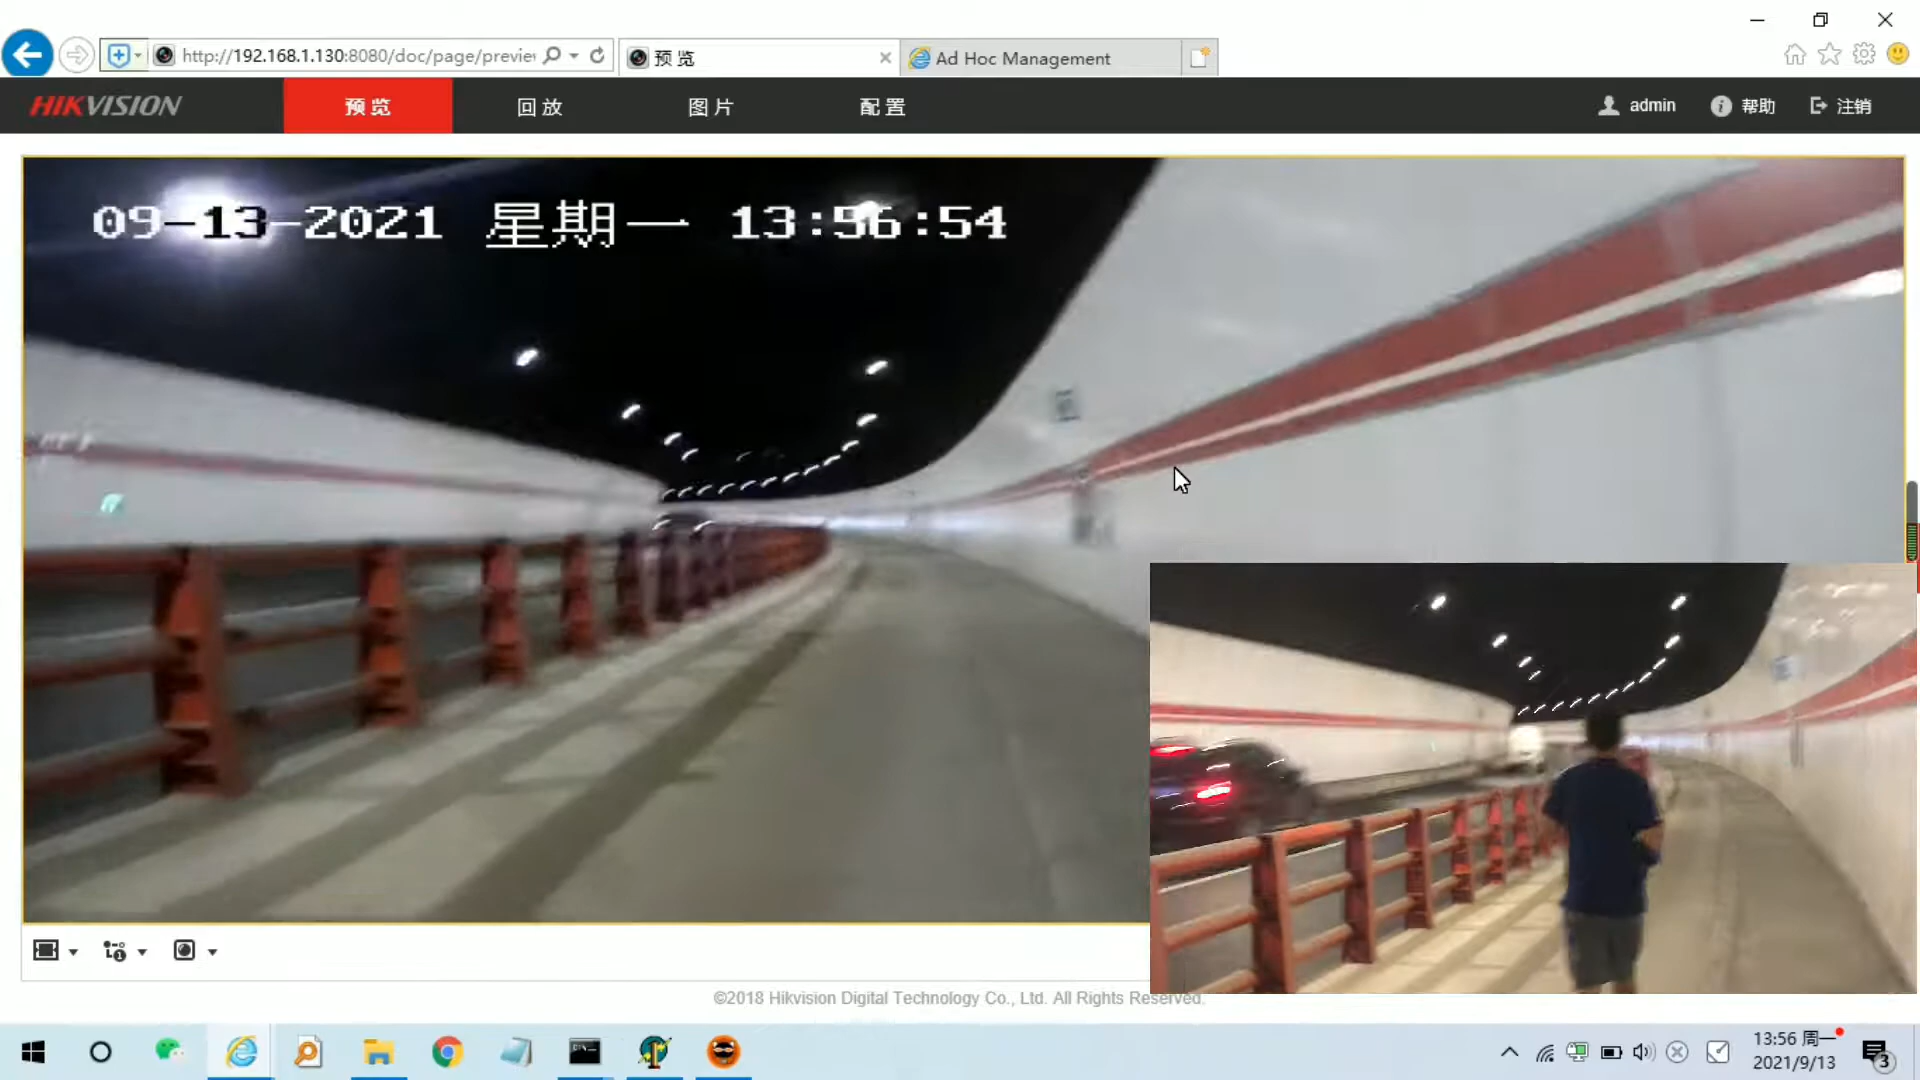 http://192.168.1.130:8080/doc/page/preview
预 览
Ad Hoc Management
HIKVISION
预 览
回 放
图 片
配 置
admin
帮助
注销
09-13-2021 星期一 13:56:54
©2018 Hikvision Digital Technology Co., Ltd. All Rights Reserved.
13:56 周一
2021/9/13
3